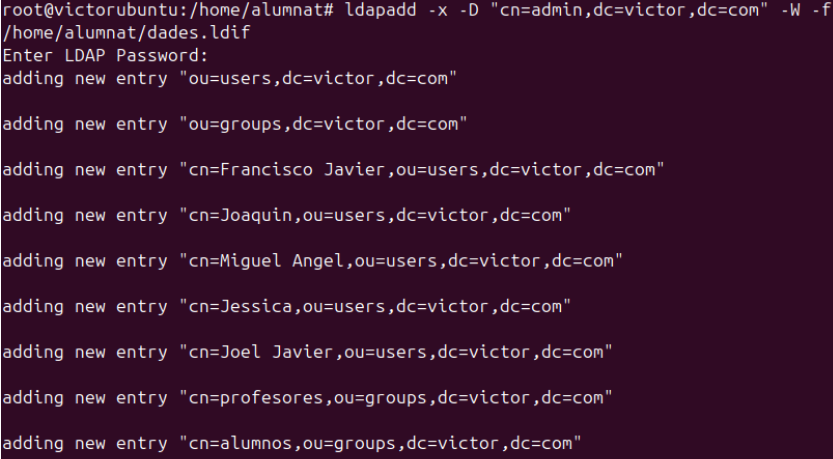 root@victorubuntu:/home/alumnat# ldapadd -x -D "cn=admin,dc=victor,dc=com" -W -f
/home/alumnat/dades.ldif
Enter LDAP Password:
adding new entry "ou=users,dc=victor,dc=com"
adding new entry "ou=groups,dc=victor,dc=com"
adding new entry "cn=Francisco Javier,ou=users,dc=victor,dc=com"
adding new entry "cn=Joaquin,ou=users,dc=victor,dc=com"
adding new entry "cn=Miguel Angel,ou=users,dc=victor,dc=com"
adding new entry "cn=Jessica,ou=users,dc=victor,dc=com"
adding new entry "cn=Joel Javier,ou=users,dc=victor,dc=com"
adding new entry "cn=profesores,ou=groups,dc=victor,dc=com"
adding new entry "cn=alumnos,ou=groups,dc=victor,dc=com"